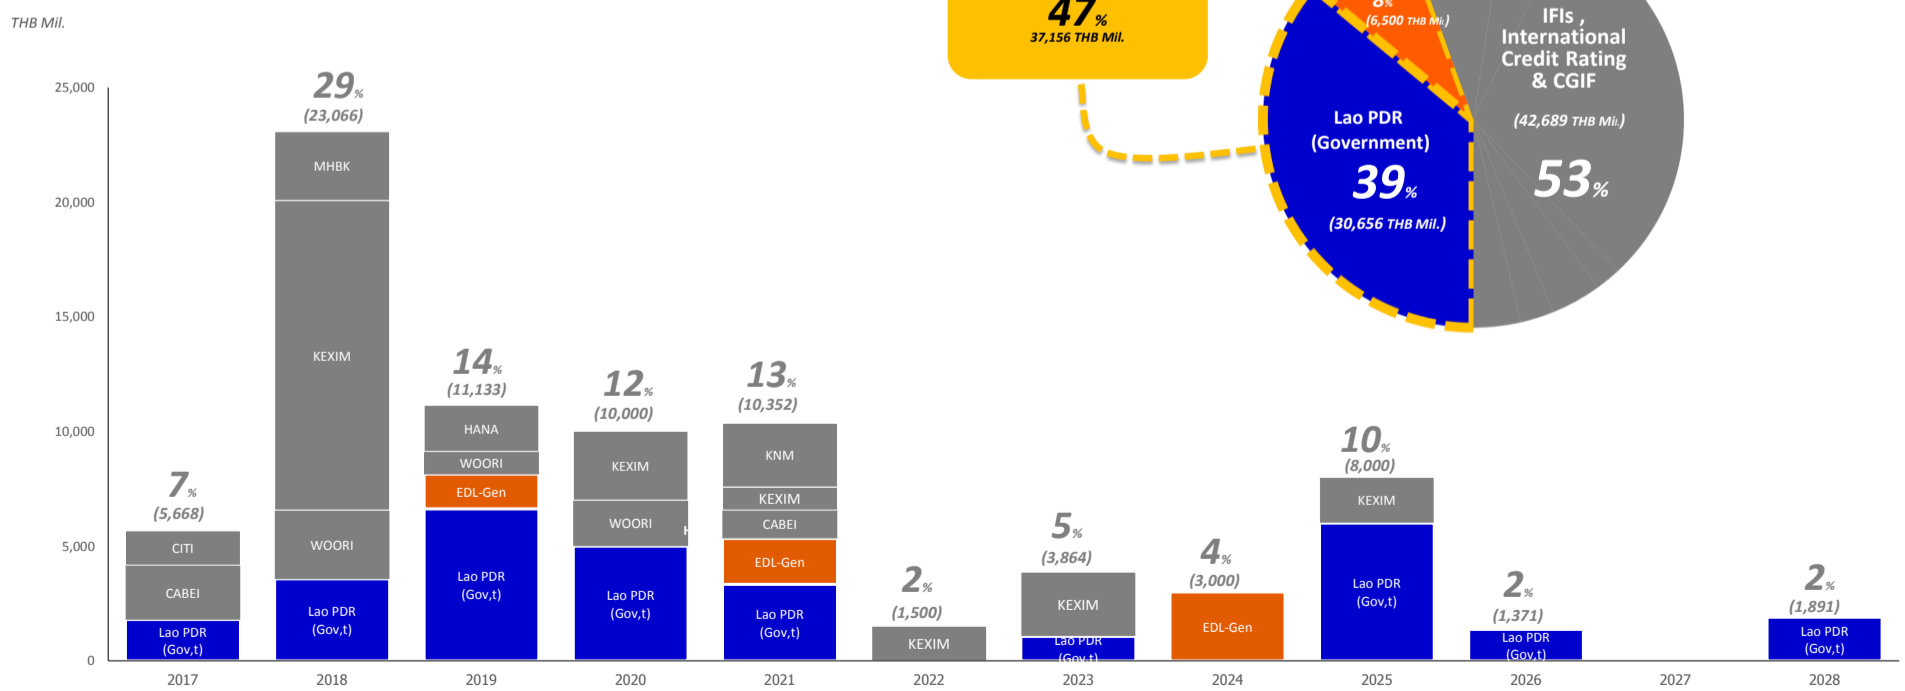 THB Mil.
47%
37,156 THB Mil.
8%
(6,500 THB Mil.)
IFIs ,
International
Credit Rating
& CGIF
(42,689 THB Mil.)
53%
Lao PDR
(Government)
39%
(30,656 THB Mil.)
25,000
20,000
15,000
10,000
5,000
0
7%
(5,668)
CITI
CABEI
Lao PDR
(Gov,t)
2017
29%
(23,066)
MHBK
KEXIM
WOORI
Lao PDR
(Gov,t)
2018
14%
(11,133)
HANA
WOORI
EDL-Gen
Lao PDR
(Gov,t)
2019
12%
(10,000)
KEXIM
WOORI
2020
13%
(10,352)
KNM
KEXIM
CABEI
EDL-Gen
Lao PDR
(Gov,t)
2021
2%
(1,500)
KEXIM
2022
5%
(3,864)
KEXIM
Lao PDR
(Gov,t)
2023
4%
(3,000)
EDL-Gen
2024
10%
(8,000)
KEXIM
Lao PDR
(Gov,t)
2025
2%
(1,371)
Lao PDR
(Gov,t)
2026
2027
2%
(1,891)
Lao PDR
(Gov,t)
2028
Lao PDR
(Gov,t)